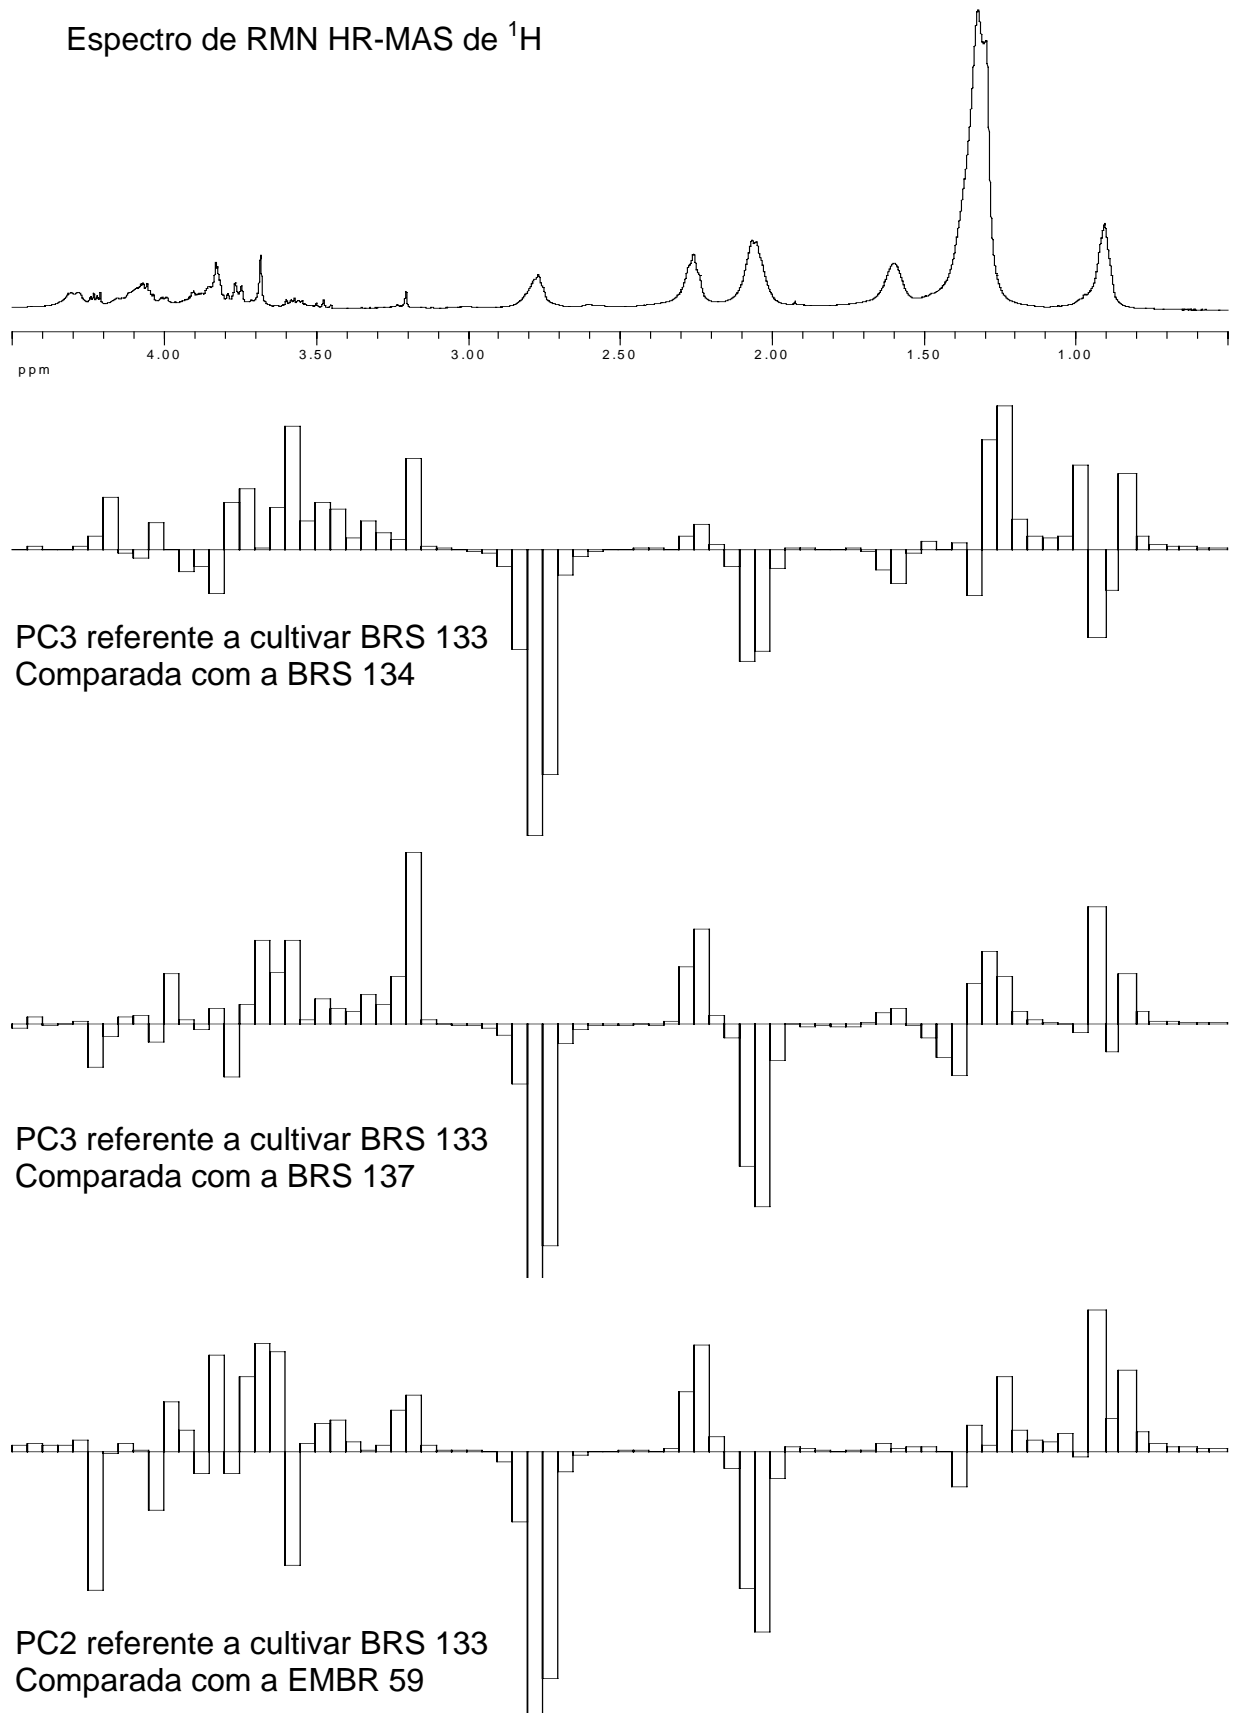 Espectro de RMN HR-MAS de ¹H
4.00 3.50 3.00 2.50 2.00 1.50 1.00
ppm
PC3 referente a cultivar BRS 133
Comparada com a BRS 134
PC3 referente a cultivar BRS 133
Comparada com a BRS 137
PC2 referente a cultivar BRS 133
Comparada com a EMBR 59